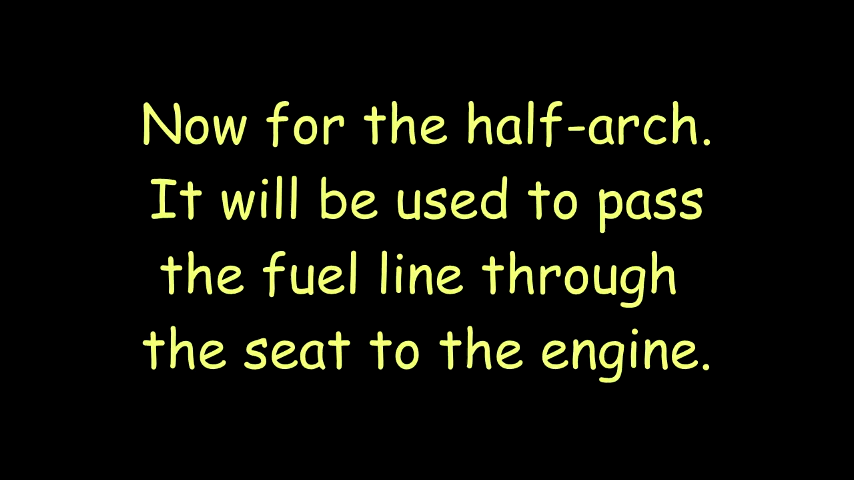 Now for the half-arch.
It will be used to pass
the fuel line through
the seat to the engine.